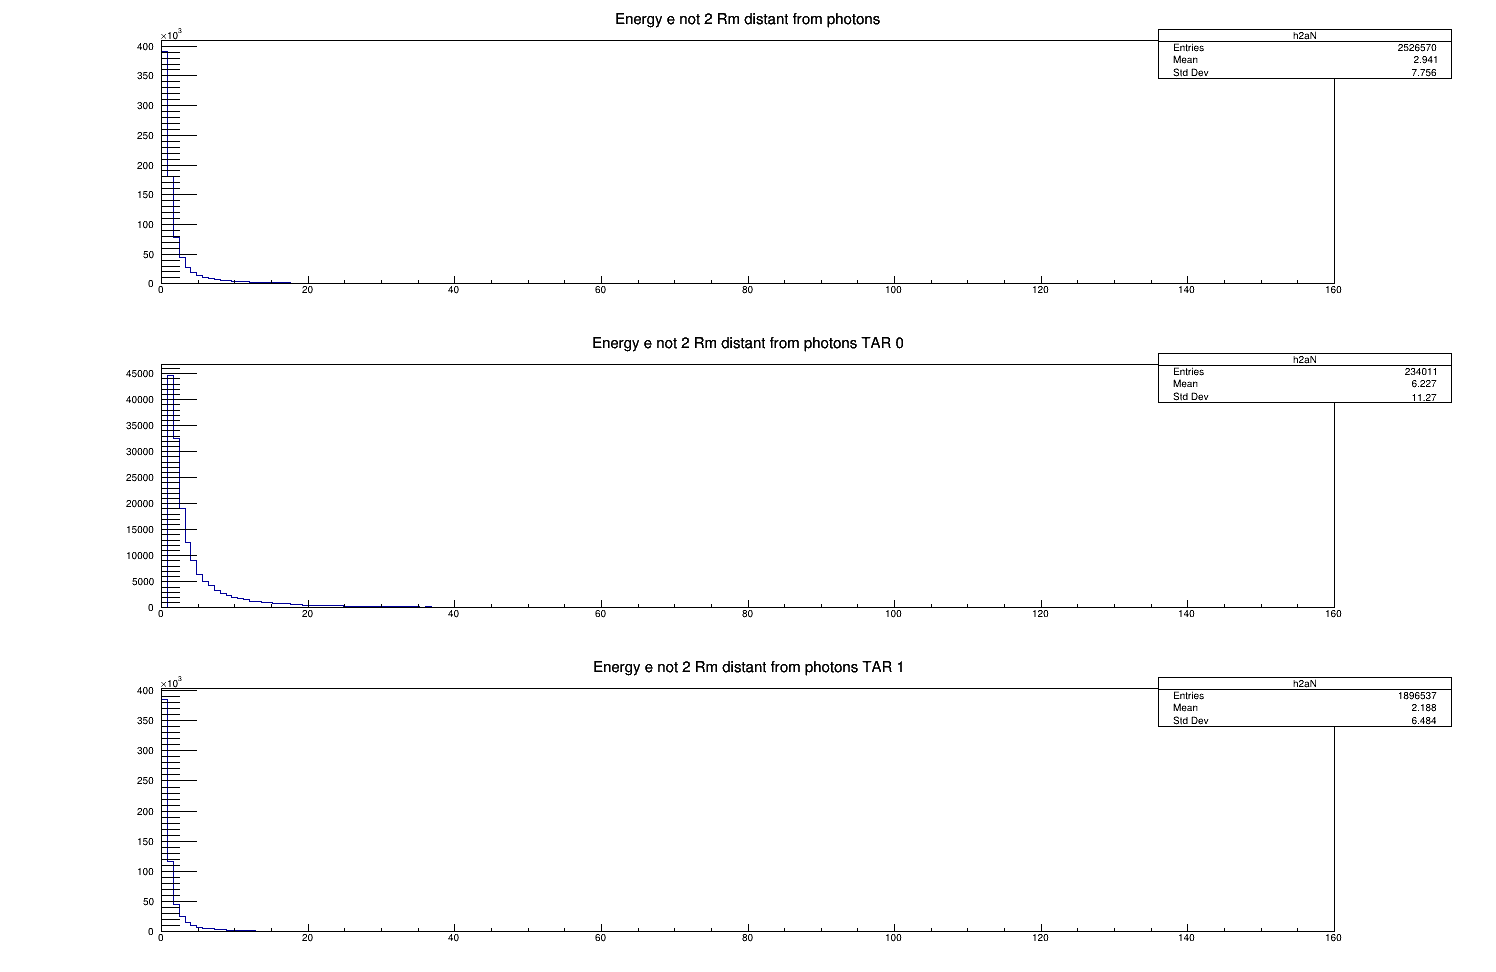 Energy e not 2 Rm distant from photons
×10³
h2aN
Entries 2526570
Mean 2.941
Std Dev 7.756
400
350
300
250
200
150
100
50
0
0 20 40 60 80 100 120 140 160
Energy e not 2 Rm distant from photons TAR 0
h2aN
Entries 234011
Mean 6.227
Std Dev 11.27
45000
40000
35000
30000
25000
20000
15000
10000
5000
0
0 20 40 60 80 100 120 140 160
Energy e not 2 Rm distant from photons TAR 1
×10³
h2aN
Entries 1896537
Mean 2.188
Std Dev 6.484
400
350
300
250
200
150
100
50
0
0 20 40 60 80 100 120 140 160